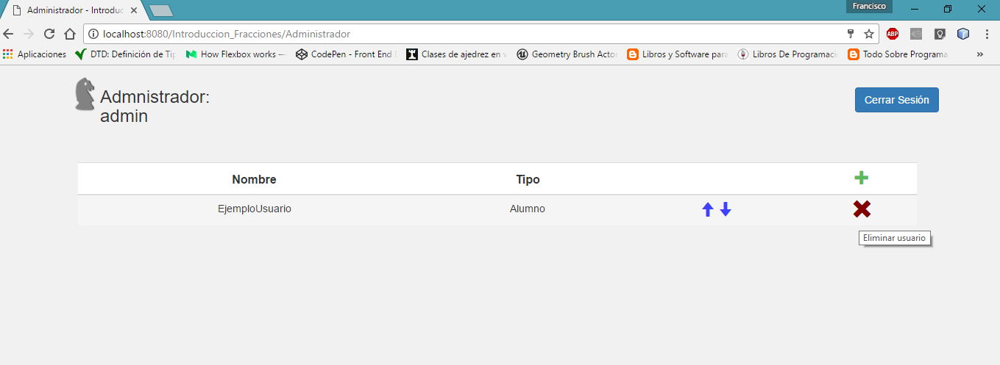 Francisco
Administrador - Introduc
localhost:8080/Introduccion_Fracciones/Administrador
ABP
Aplicaciones DTD: Definición de Tip How Flexbox works — CodePen - Front End Clases de ajedrez en v Geometry Brush Actor Libros y Software para Libros De Programaci Todo Sobre Programa »
Admnistrador:
admin
Cerrar Sesión
Nombre Tipo
EjemploUsuario Alumno
Eliminar usuario